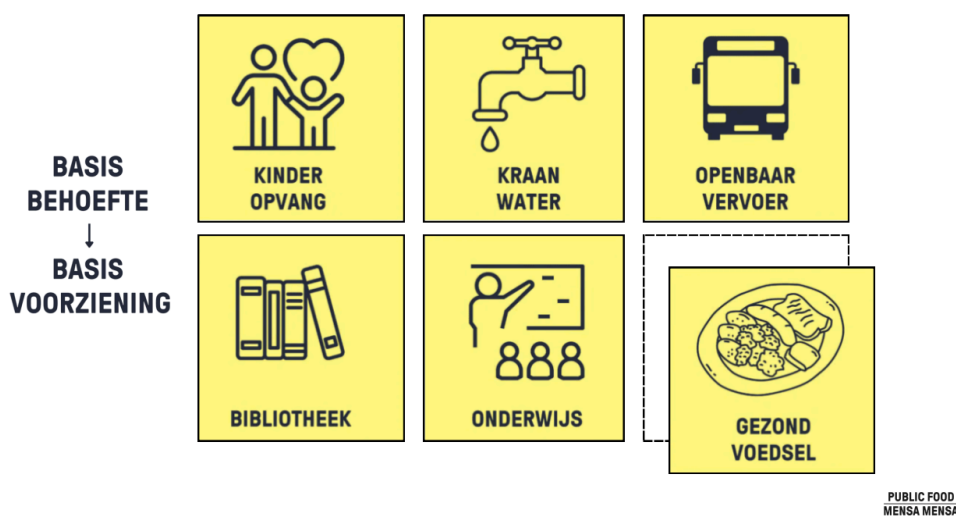 BASIS
BEHOEFTE
↓
BASIS
VOORZIENING
KINDER
OPVANG
KRAAN
WATER
OPENBAAR
VERVOER
BIBLIOTHEEK
ONDERWIJS
GEZOND
VOEDSEL
PUBLIC FOOD
MENSA MENSA